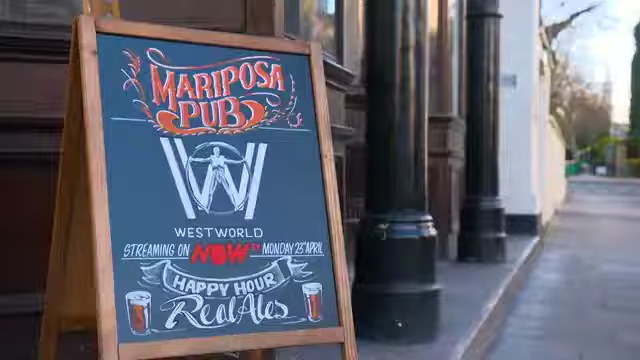 MARIPOSA
PUB
W
WESTWORLD
STREAMING ON NOW TV MONDAY 23RD APRIL
HAPPY HOUR
Real Ales